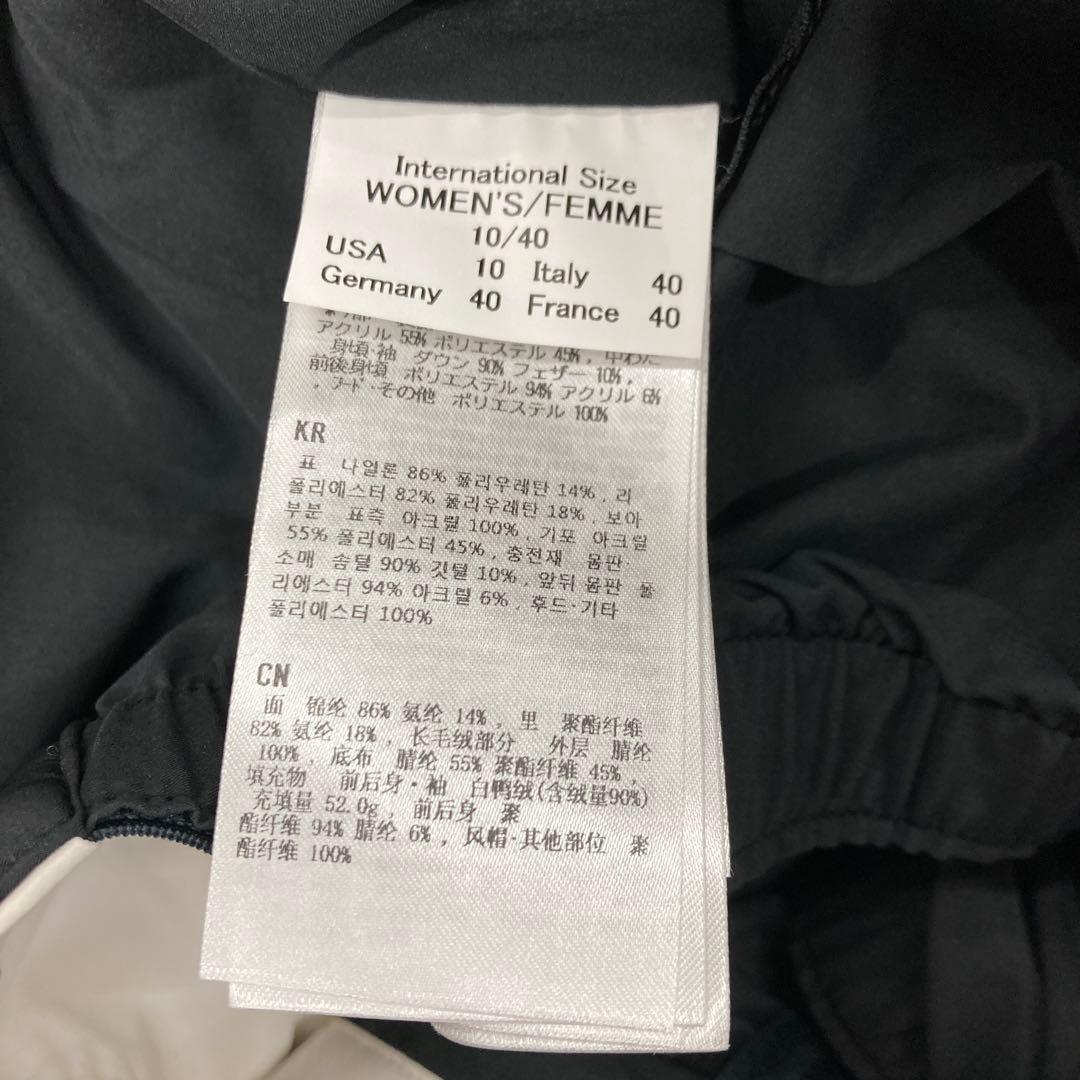 International Size
WOMEN'S/FEMME
10/40
USA 10 Italy 40
Germany 40 France 40
アクリル 55% ポリエステル 45% , 中わた
身頃・袖 ダウン 90% フェザー 10% ,
前後身頃 ポリエステル 94% アクリル 6%
, フード・その他 ポリエステル 100%
KR
표 나일론 86% 폴리우레탄 14% , 리
폴리에스터 82% 폴리우레탄 18% , 보아
부분 표측 아크릴 100% , 기포 아크릴
55% 폴리에스터 45% , 충전재 몸판
소매 솜털 90% 깃털 10% , 앞뒤 몸판 폴
리에스터 94% 아크릴 6% , 후드·기타
폴리에스터 100%
CN
面 锦纶 86% 氨纶 14% , 里 聚酯纤维
82% 氨纶 18% , 长毛绒部分 外层 腈纶
100% , 底布 腈纶 55% 聚酯纤维 45% ,
填充物 前后身・袖 白鸭绒(含绒量90%)
充填量 52.0g , 前后身 聚
酯纤维 94% 腈纶 6% , 风帽·其他部位 聚
酯纤维 100%